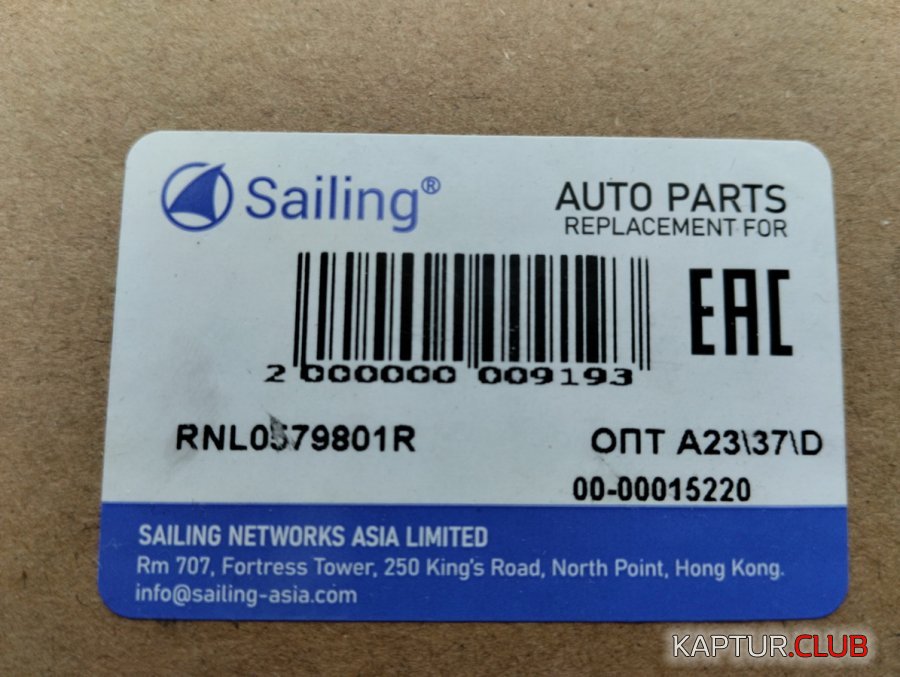 Sailing®
AUTO PARTS
REPLACEMENT FOR
EAC
2 000000 009193
RNL0579801R
ОПТ A23\37\D
00-00015220
SAILING NETWORKS ASIA LIMITED
Rm 707, Fortress Tower, 250 King's Road, North Point, Hong Kong.
info@sailing-asia.com
KAPTUR.CLUB